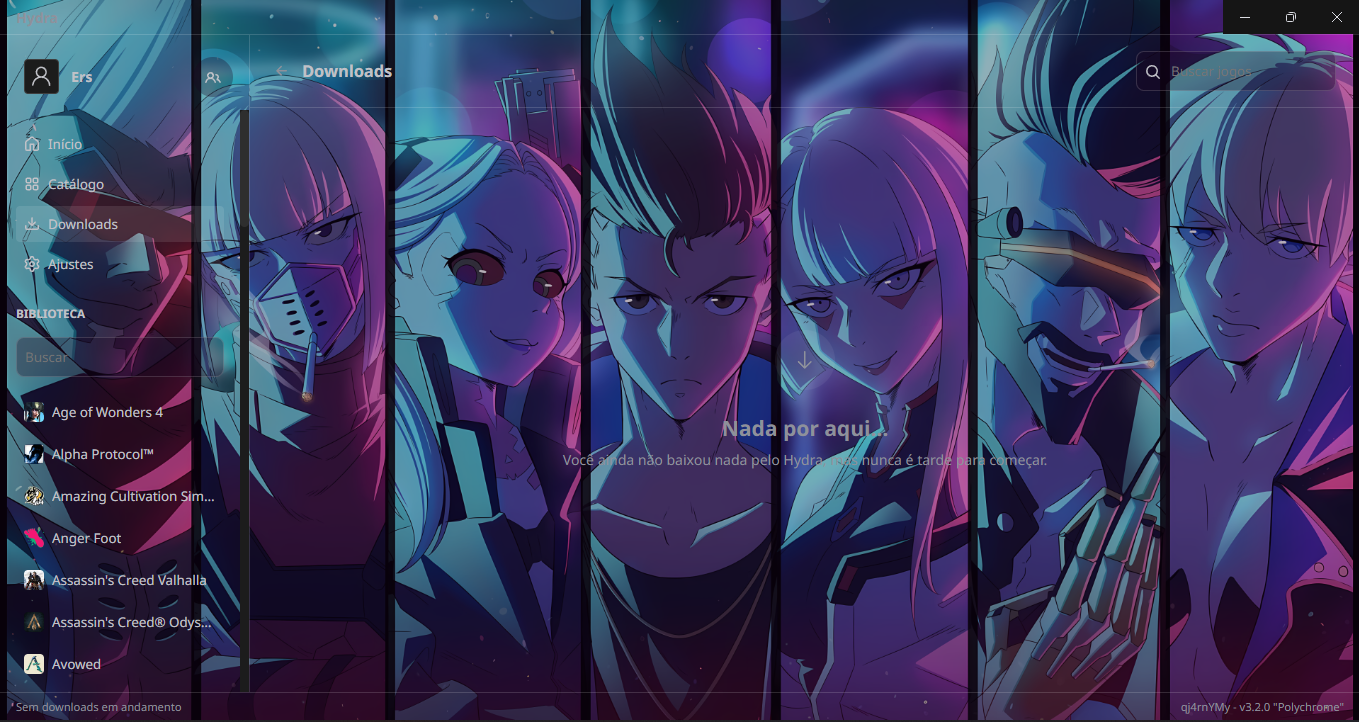 Hydra
Ers
Downloads
Buscar jogos
Início
Catálogo
Downloads
Ajustes
BIBLIOTECA
Buscar
Age of Wonders 4
Alpha Protocol™
Amazing Cultivation Sim...
Anger Foot
Assassin's Creed Valhalla
Assassin's Creed® Odys...
Avowed
Nada por aqui...
Você ainda não baixou nada pelo Hydra, mas nunca é tarde para começar.
Sem downloads em andamento
qj4rnYMy - v3.2.0 "Polychrome"